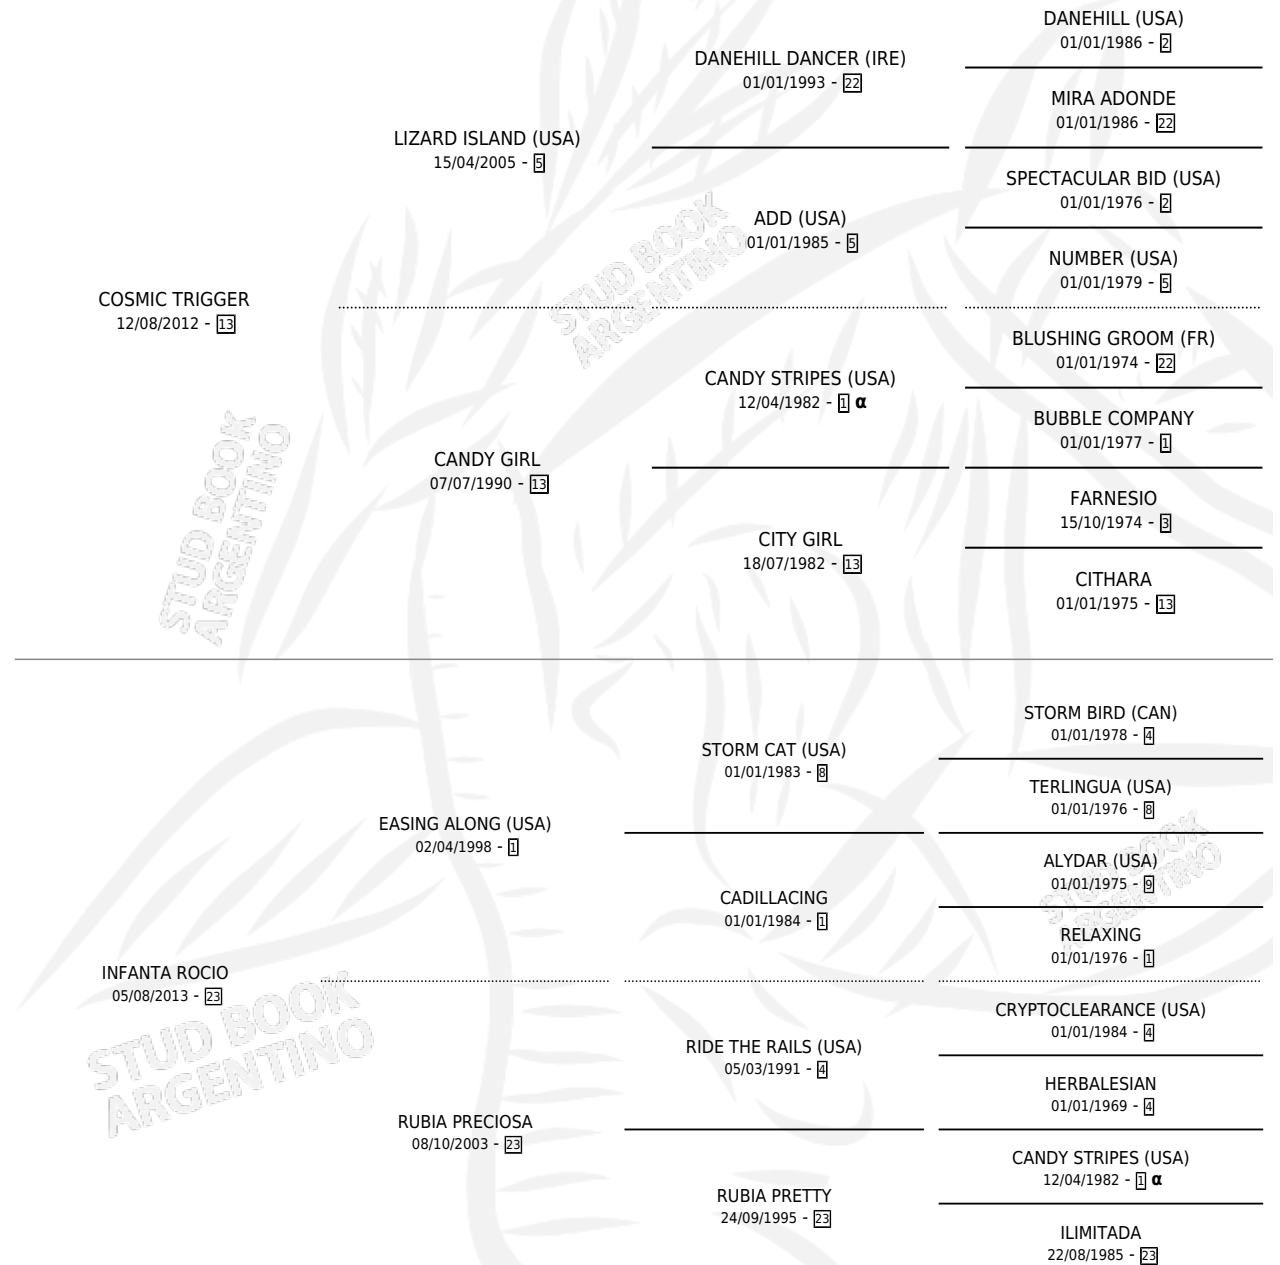 DANEHILL (USA)
01/01/1986 - 2
DANEHILL DANCER (IRE)
01/01/1993 - 22
MIRA ADONDE
01/01/1986 - 22
LIZARD ISLAND (USA)
15/04/2005 - 5
SPECTACULAR BID (USA)
01/01/1976 - 2
ADD (USA)
01/01/1985 - 5
NUMBER (USA)
01/01/1979 - 5
COSMIC TRIGGER
12/08/2012 - 13
BLUSHING GROOM (FR)
01/01/1974 - 22
CANDY STRIPES (USA)
12/04/1982 - 1 α
BUBBLE COMPANY
01/01/1977 - 1
CANDY GIRL
07/07/1990 - 13
FARNESIO
15/10/1974 - 3
CITY GIRL
18/07/1982 - 13
CITHARA
01/01/1975 - 13
STORM BIRD (CAN)
01/01/1978 - 4
STORM CAT (USA)
01/01/1983 - 8
TERLINGUA (USA)
01/01/1976 - 8
EASING ALONG (USA)
02/04/1998 - 1
ALYDAR (USA)
01/01/1975 - 9
CADILLACING
01/01/1984 - 1
RELAXING
01/01/1976 - 1
INFANTA ROCIO
05/08/2013 - 23
CRYPTOCLEARANCE (USA)
01/01/1984 - 4
RIDE THE RAILS (USA)
05/03/1991 - 4
HERBALESIAN
01/01/1969 - 4
RUBIA PRECIOSA
08/10/2003 - 23
CANDY STRIPES (USA)
12/04/1982 - 1 α
RUBIA PRETTY
24/09/1995 - 23
ILIMITADA
22/08/1985 - 23
STUD BOOK
ARGENTINO
STUD BOOK
ARGENTINO
STUD BOOK
ARGENTINO
STUD BOOK
ARGENTINO